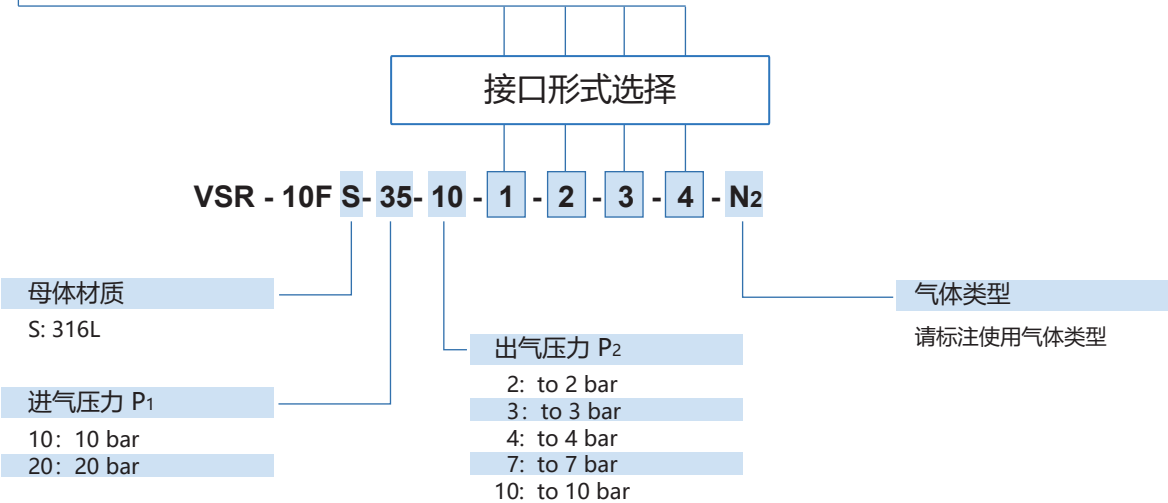 接口形式选择
VSR - 10F S- 35- 10 - 1 - 2 - 3 - 4 - N2
母体材质
S: 316L
进气压力 P1
10：10 bar
20：20 bar
出气压力 P2
2: to 2 bar
3：to 3 bar
4: to 4 bar
7: to 7 bar
10: to 10 bar
气体类型
请标注使用气体类型